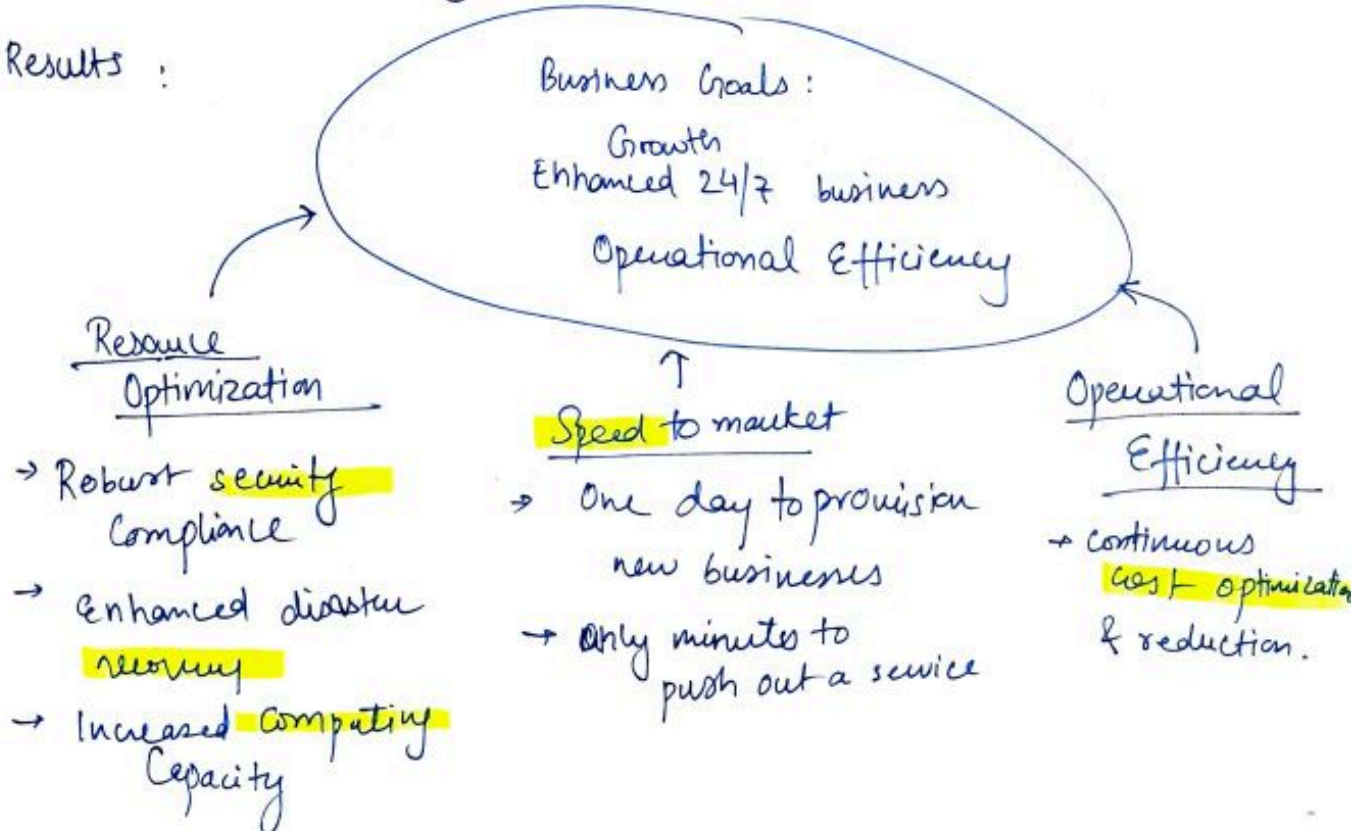 Results :
Business Goals :
Growth
Enhanced 24/7 business
Operational Efficiency
Resource
Optimization
→ Robust security
Compliance
→ Enhanced disaster
recovery
→ Increased computing
Capacity
Speed to market
→ One day to provision
new businesses
→ only minutes to
push out a service
Operational
Efficiency
→ continuous
cost optimization
& reduction.